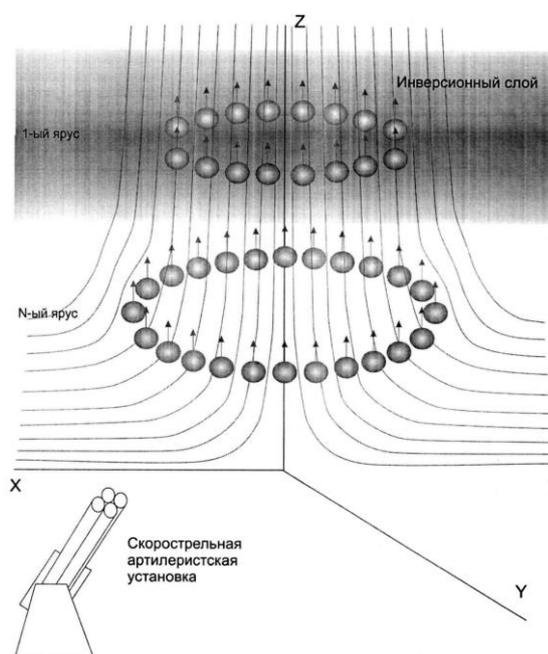 Z
Инверсионный слой
1-ый ярус
N-ый ярус
X
Скорострельная
артилеристская
установка
Y